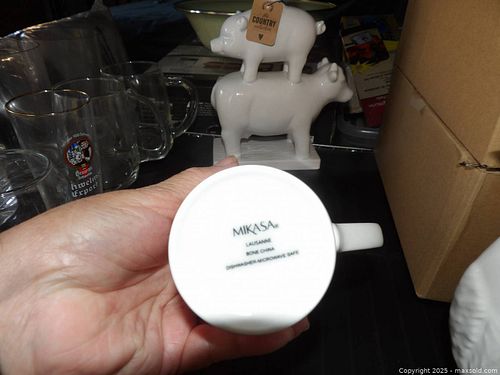 COUNTRY
MIKASA®
LAUSANNE
BONE CHINA
DISHWASHER-MICROWAVE SAFE
Copyright 2025 - maxsold.com